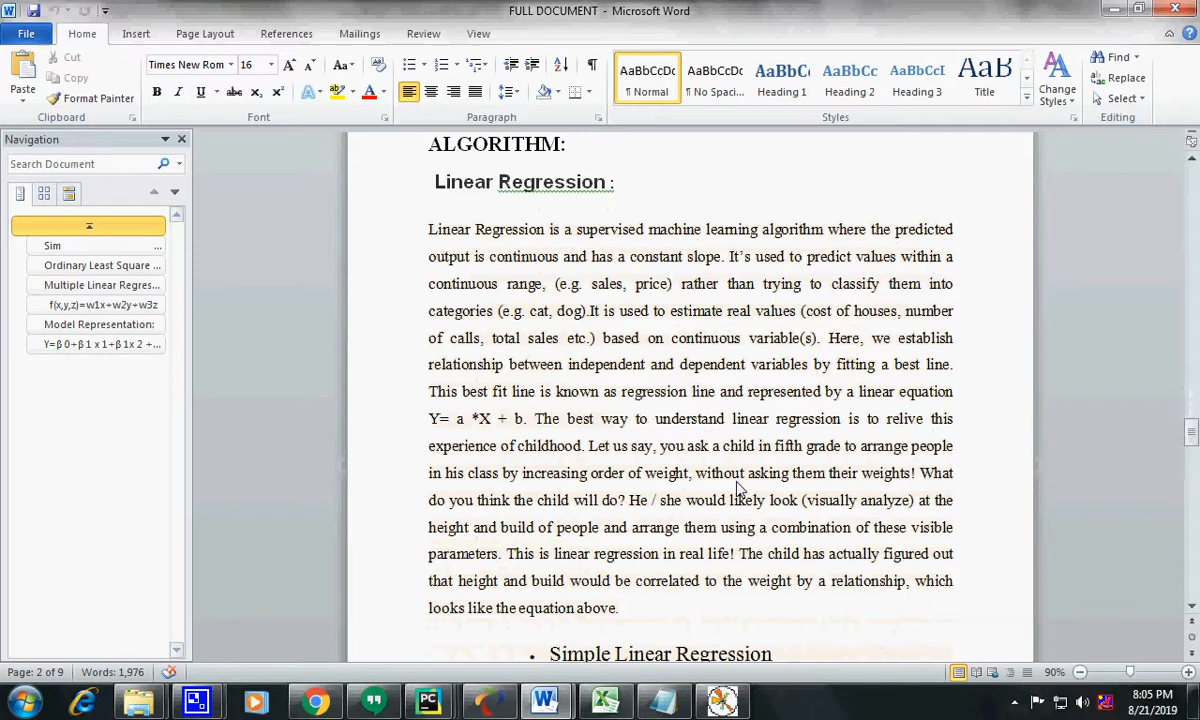 FULL DOCUMENT - Microsoft Word
File Home Insert Page Layout References Mailings Review View
Paste
Cut
Copy
Format Painter
Clipboard
Times New Rom 16
Font
Paragraph
AaBbCcDc AaBbCcDc AaBbC AaBbCc AaBbCcI AaB
¶ Normal ¶ No Spaci... Heading 1 Heading 2 Heading 3 Title
Change Styles
Styles
Find
Replace
Select
Editing
Navigation
Search Document
Sim ...
Ordinary Least Square ...
Multiple Linear Regres...
f(x,y,z)=w1x+w2y+w3z
Model Representation:
Y=β0+β1 x 1+β1x 2 +...
ALGORITHM:
Linear Regression :
Linear Regression is a supervised machine learning algorithm where the predicted
output is continuous and has a constant slope. It's used to predict values within a
continuous range, (e.g. sales, price) rather than trying to classify them into
categories (e.g. cat, dog).It is used to estimate real values (cost of houses, number
of calls, total sales etc.) based on continuous variable(s). Here, we establish
relationship between independent and dependent variables by fitting a best line.
This best fit line is known as regression line and represented by a linear equation
Y= a *X + b. The best way to understand linear regression is to relive this
experience of childhood. Let us say, you ask a child in fifth grade to arrange people
in his class by increasing order of weight, without asking them their weights! What
do you think the child will do? He / she would likely look (visually analyze) at the
height and build of people and arrange them using a combination of these visible
parameters. This is linear regression in real life! The child has actually figured out
that height and build would be correlated to the weight by a relationship, which
looks like the equation above.
• Simple Linear Regression
Page: 2 of 9 Words: 1,976 90%
8:05 PM
8/21/2019